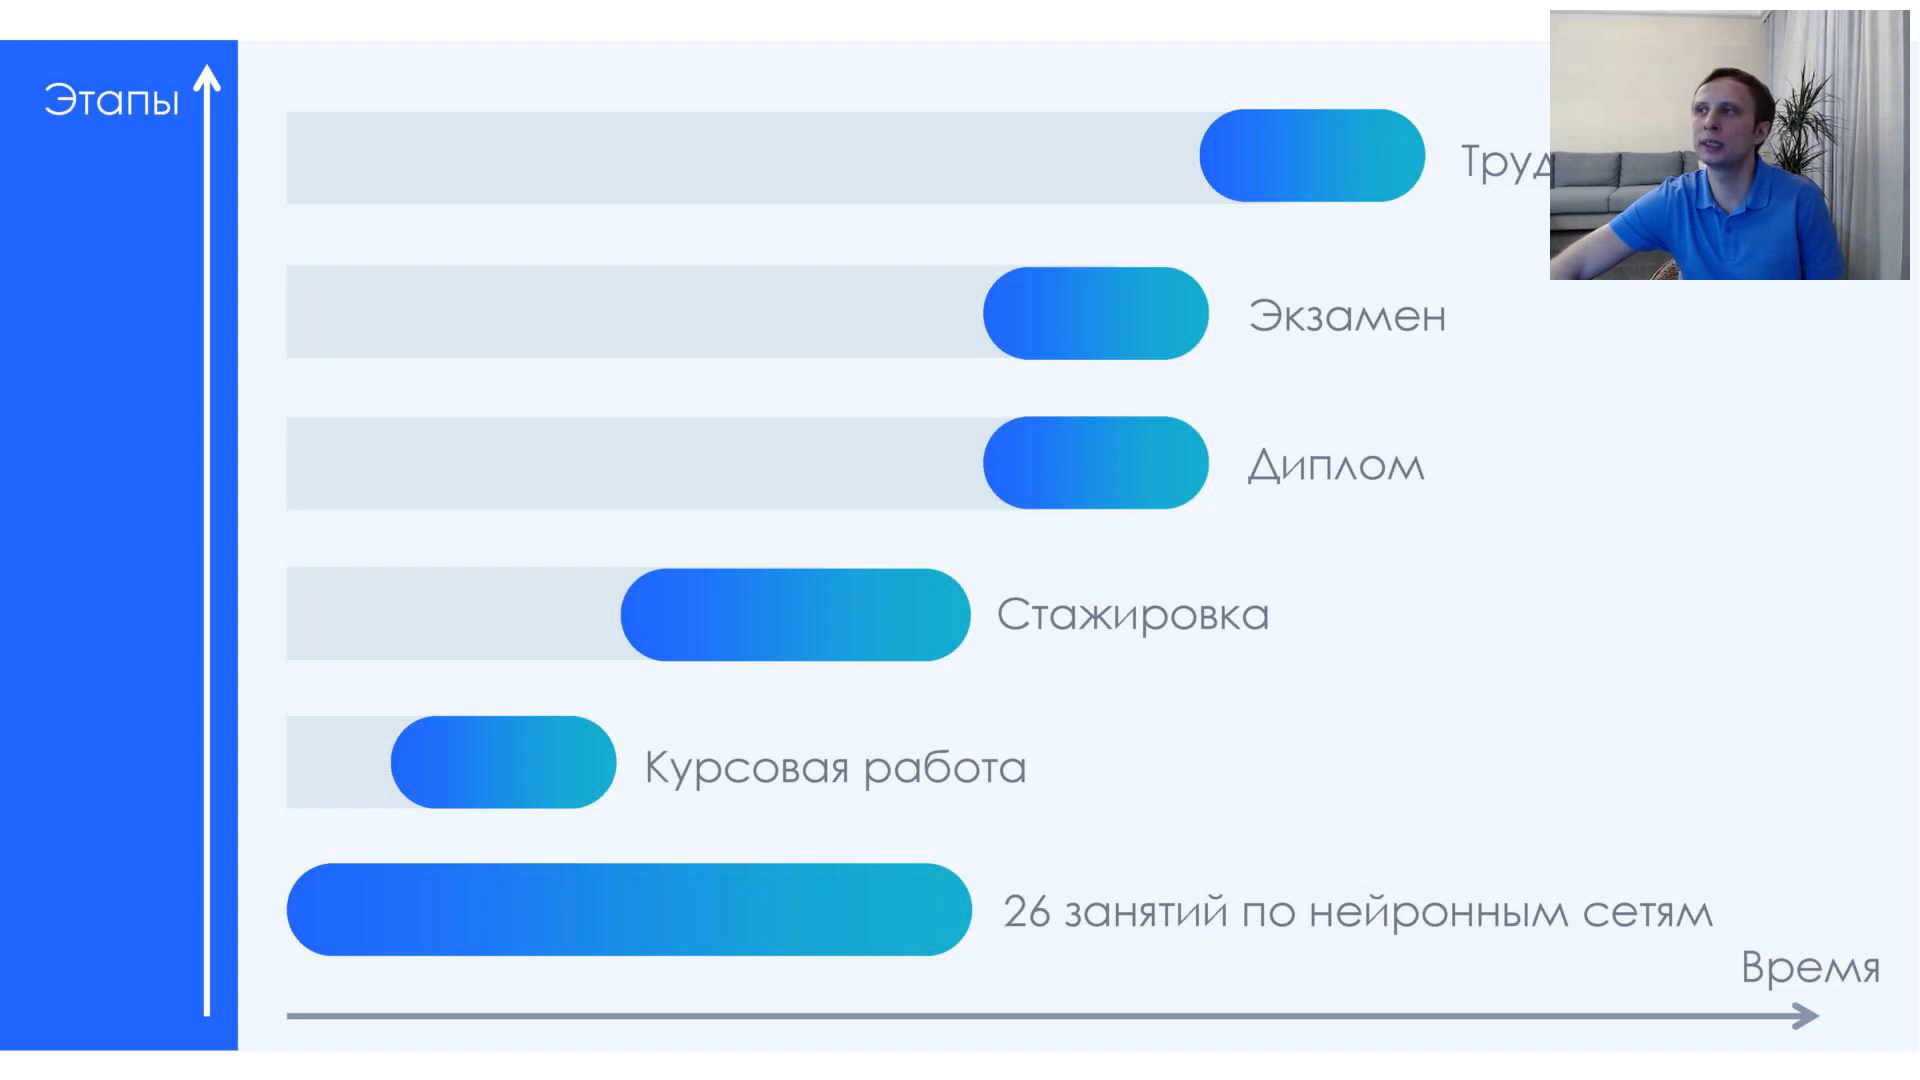 Этапы
Экзамен
Диплом
Стажировка
Курсовая работа
26 занятий по нейронным сетям
Время